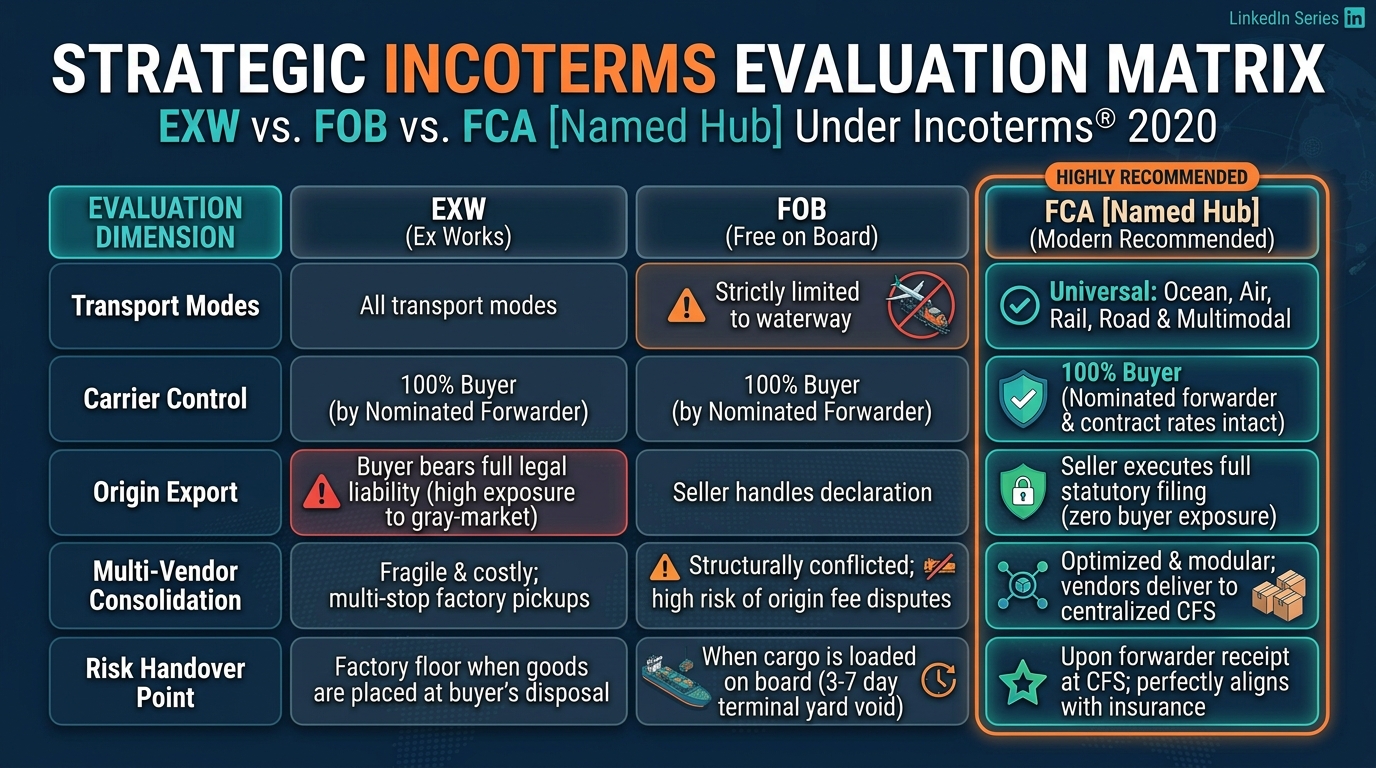 LinkedIn Series in
STRATEGIC INCOTERMS EVALUATION MATRIX
EXW vs. FOB vs. FCA [Named Hub] Under Incoterms® 2020
EVALUATION
DIMENSION
EXW
(Ex Works)
FOB
(Free on Board)
HIGHLY RECOMMENDED
FCA [Named Hub]
(Modern Recommended)
Transport Modes
All transport modes
Strictly limited
to waterway
Universal: Ocean, Air,
Rail, Road & Multimodal
Carrier Control
100% Buyer
(by Nominated Forwarder)
100% Buyer
(by Nominated Forwarder)
100% Buyer
(Nominated forwarder
& contract rates intact)
Origin Export
Buyer bears full legal
liability (high exposure
to gray-market)
Seller handles declaration
Seller executes full
statutory filing
(zero buyer exposure)
Multi-Vendor
Consolidation
Fragile & costly;
multi-stop factory pickups
Structurally conflicted;
high risk of origin fee disputes
Optimized & modular;
vendors deliver to
centralized CFS
Risk Handover
Point
Factory floor when goods
are placed at buyer's disposal
When cargo is loaded
on board (3-7 day
terminal yard void)
Upon forwarder receipt
at CFS; perfectly aligns
with insurance